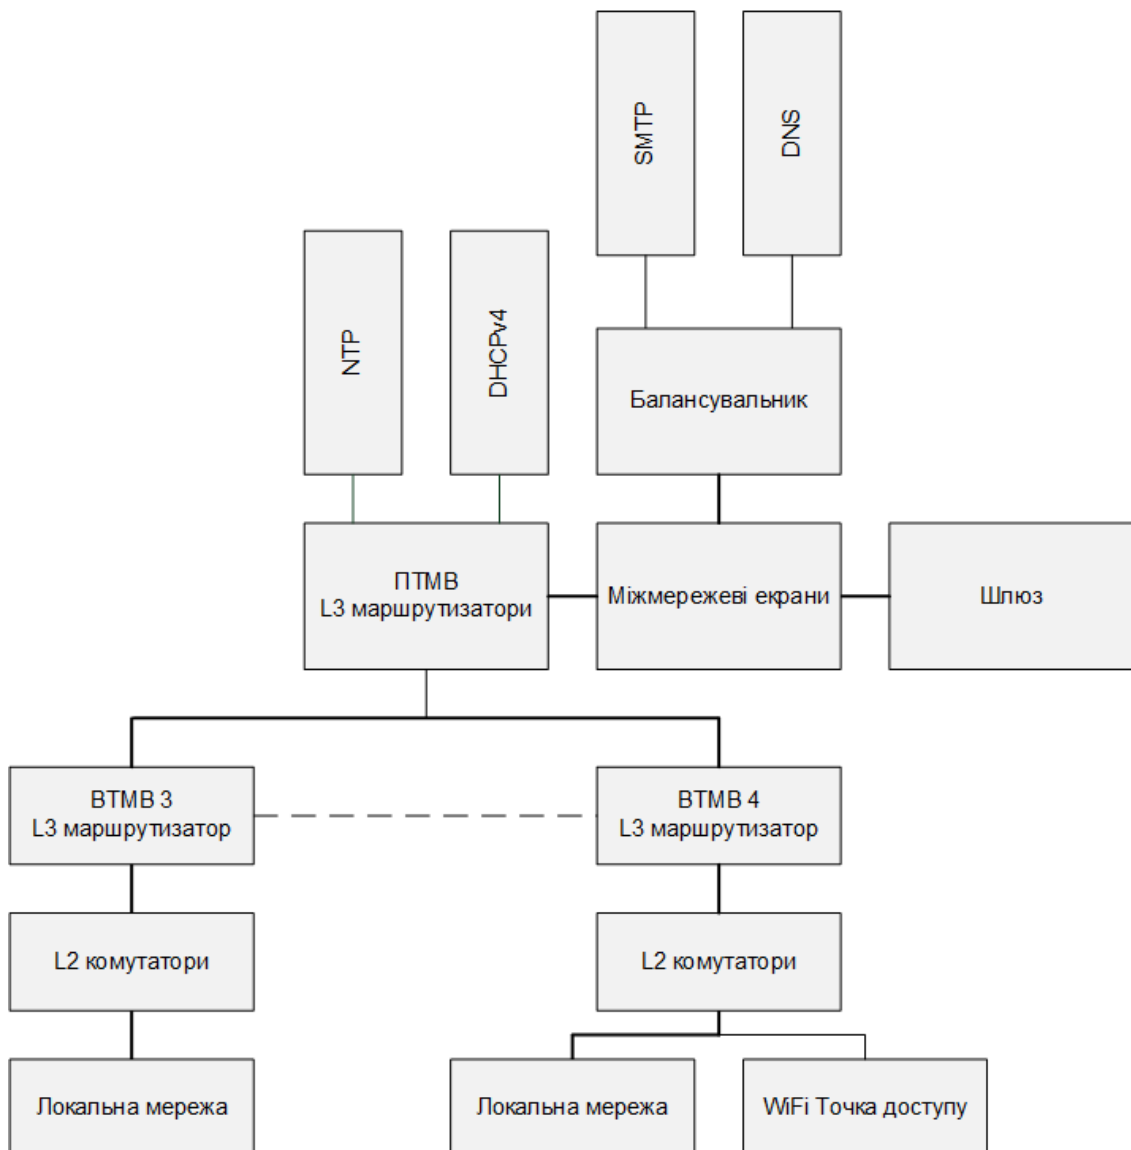 SMTP
DNS
NTP
DHCPv4
Балансувальник
ПТМВ
L3 маршрутизатори
Міжмережеві екрани
Шлюз
ВТМВ 3
L3 маршрутизатор
ВТМВ 4
L3 маршрутизатор
L2 комутатори
L2 комутатори
Локальна мережа
Локальна мережа
WiFi Точка доступу